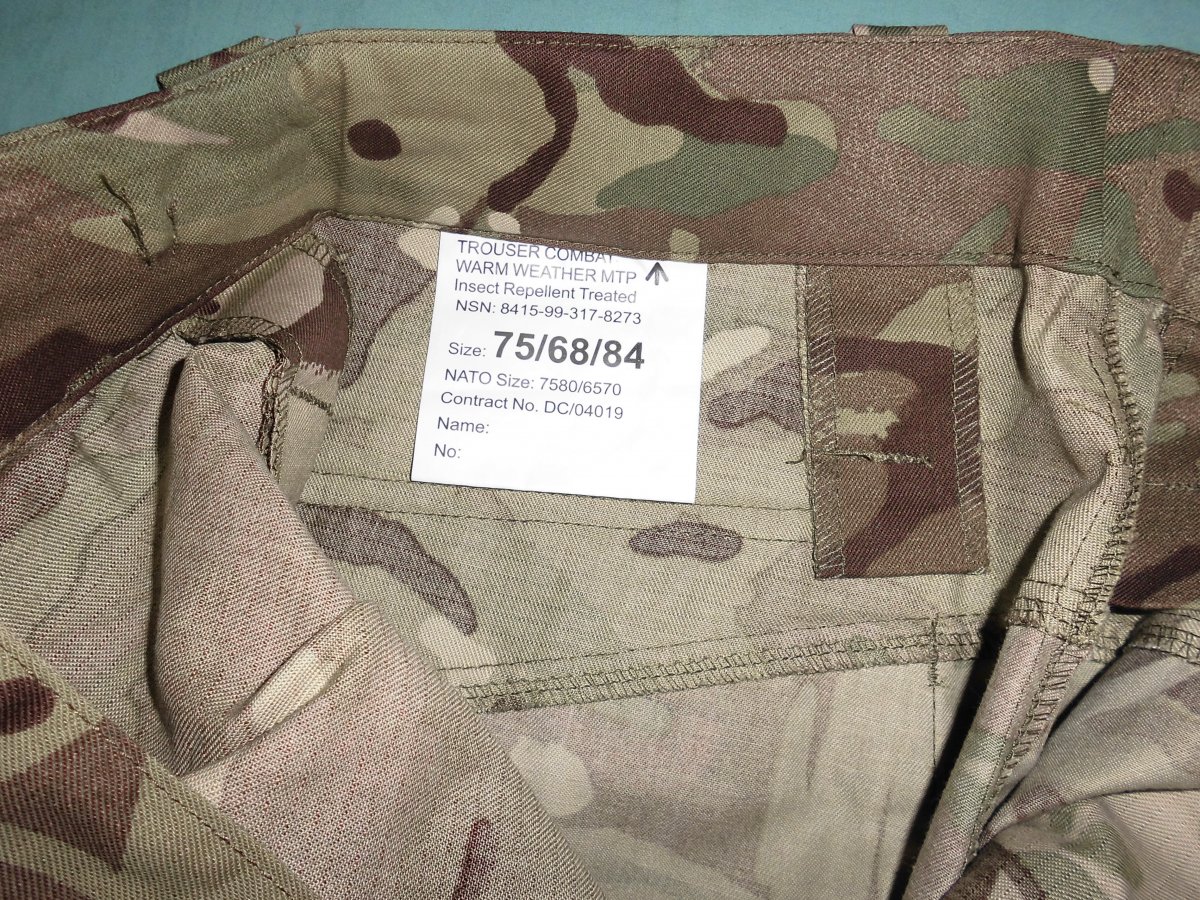 TROUSER COMBAT
WARM WEATHER MTP
Insect Repellent Treated
NSN: 8415-99-317-8273
Size: 75/68/84
NATO Size: 7580/6570
Contract No. DC/04019
Name:
No: